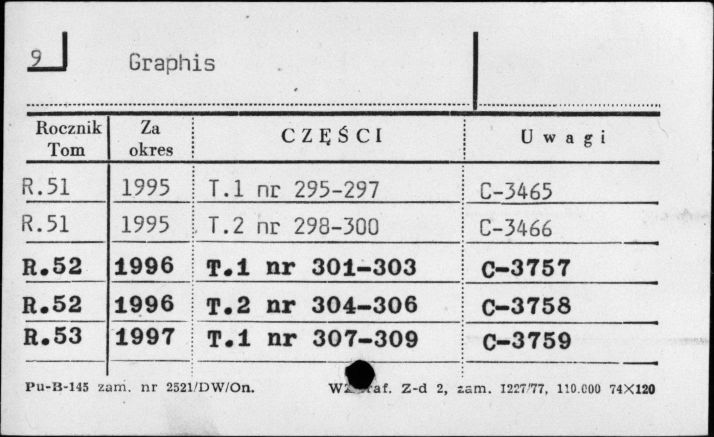 9 Graphis
Rocznik Tom Za okres CZĘŚCI Uwagi
R.51 1995 T.1 nr 295-297 C-3465
R.51 1995 T.2 nr 298-300 C-3466
R.52 1996 T.1 nr 301-303 C-3757
R.52 1996 T.2 nr 304-306 C-3758
R.53 1997 T.1 nr 307-309 C-3759
Pu-B-145 zam. nr 2521/DW/On. Z-d 2, zam. 1227/77, 110.000 74×120